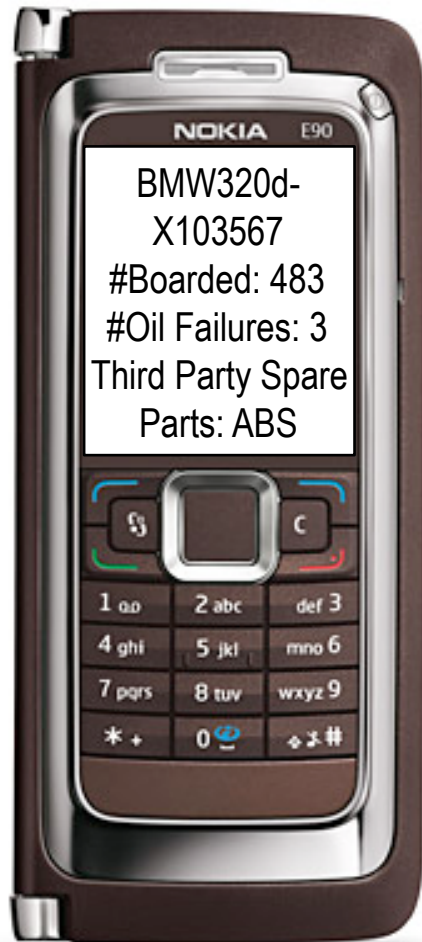 NOKIA E90
BMW320d-
X103567
#Boarded: 483
#Oil Failures: 3
Third Party Spare
Parts: ABS
C
1 2 abc def 3
4 ghi 5 jkl mno 6
7 pqrs 8 tuv wxyz 9
* + 0 #